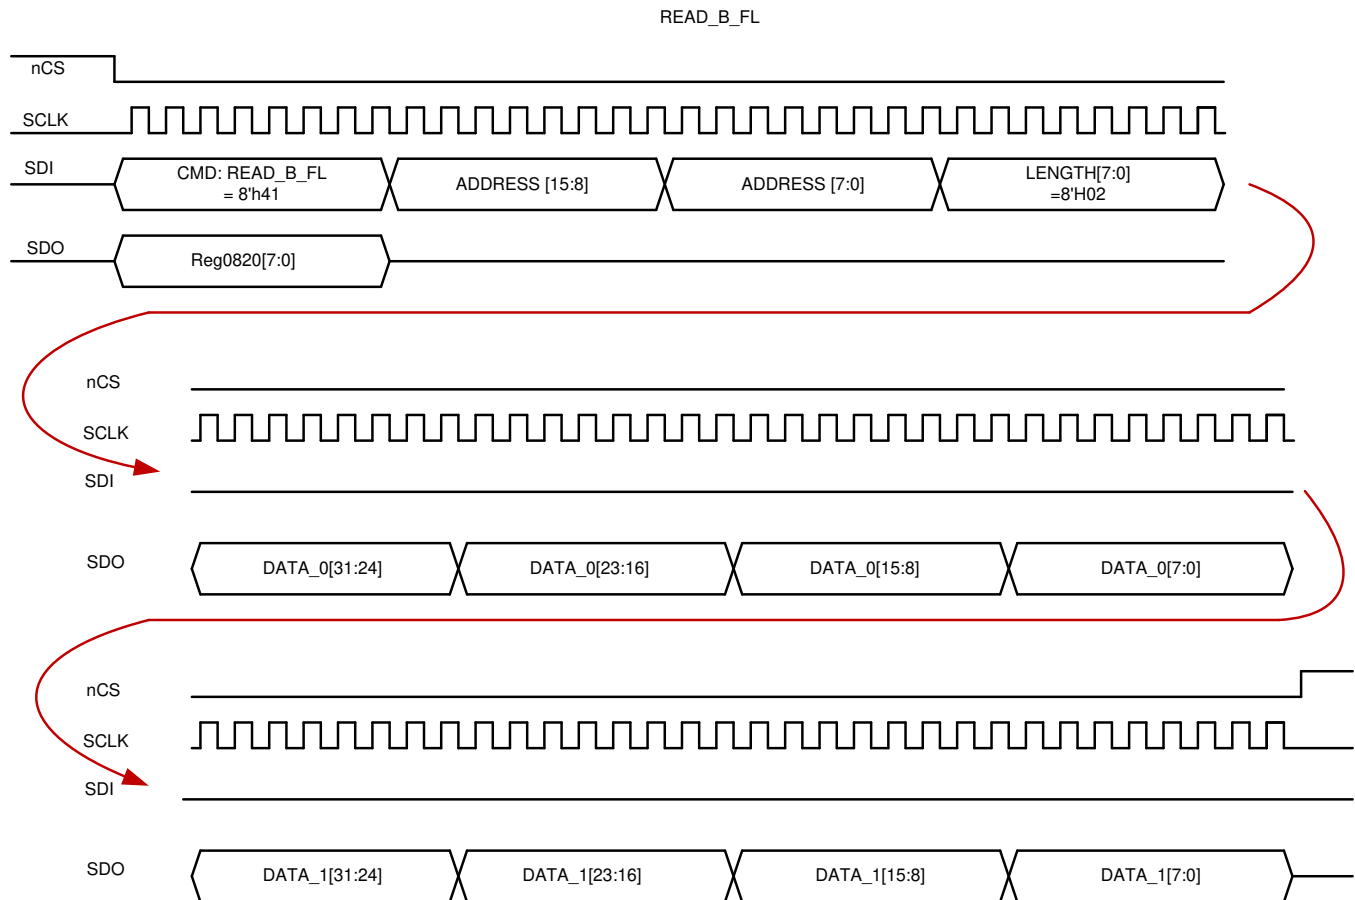 READ_B_FL
nCS
SCLK
SDI
CMD: READ_B_FL
= 8'h41
ADDRESS [15:8]
ADDRESS [7:0]
LENGTH[7:0]
=8'H02
SDO
Reg0820[7:0]
nCS
SCLK
SDI
SDO
DATA_0[31:24]
DATA_0[23:16]
DATA_0[15:8]
DATA_0[7:0]
nCS
SCLK
SDI
SDO
DATA_1[31:24]
DATA_1[23:16]
DATA_1[15:8]
DATA_1[7:0]